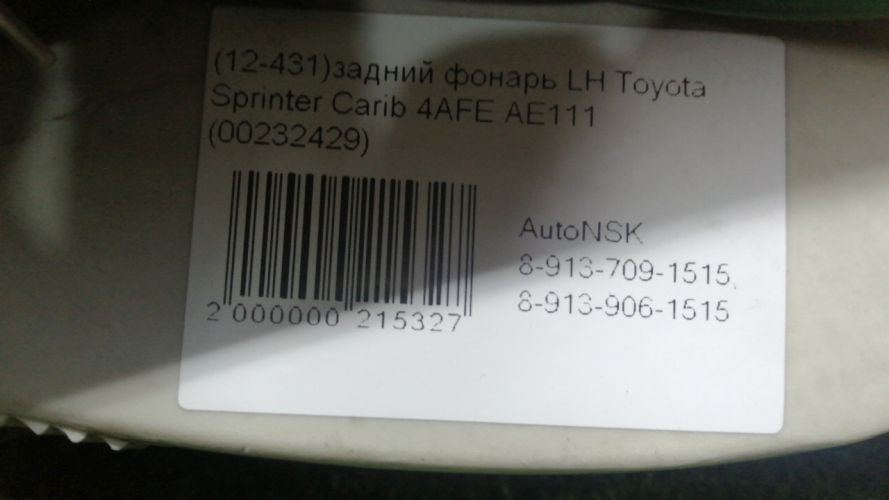 (12-431)задний фонарь LH Toyota
Sprinter Carib 4AFE AE111
(00232429)
AutoNSK
8-913-709-1515,
8-913-906-1515
2 000000 215327